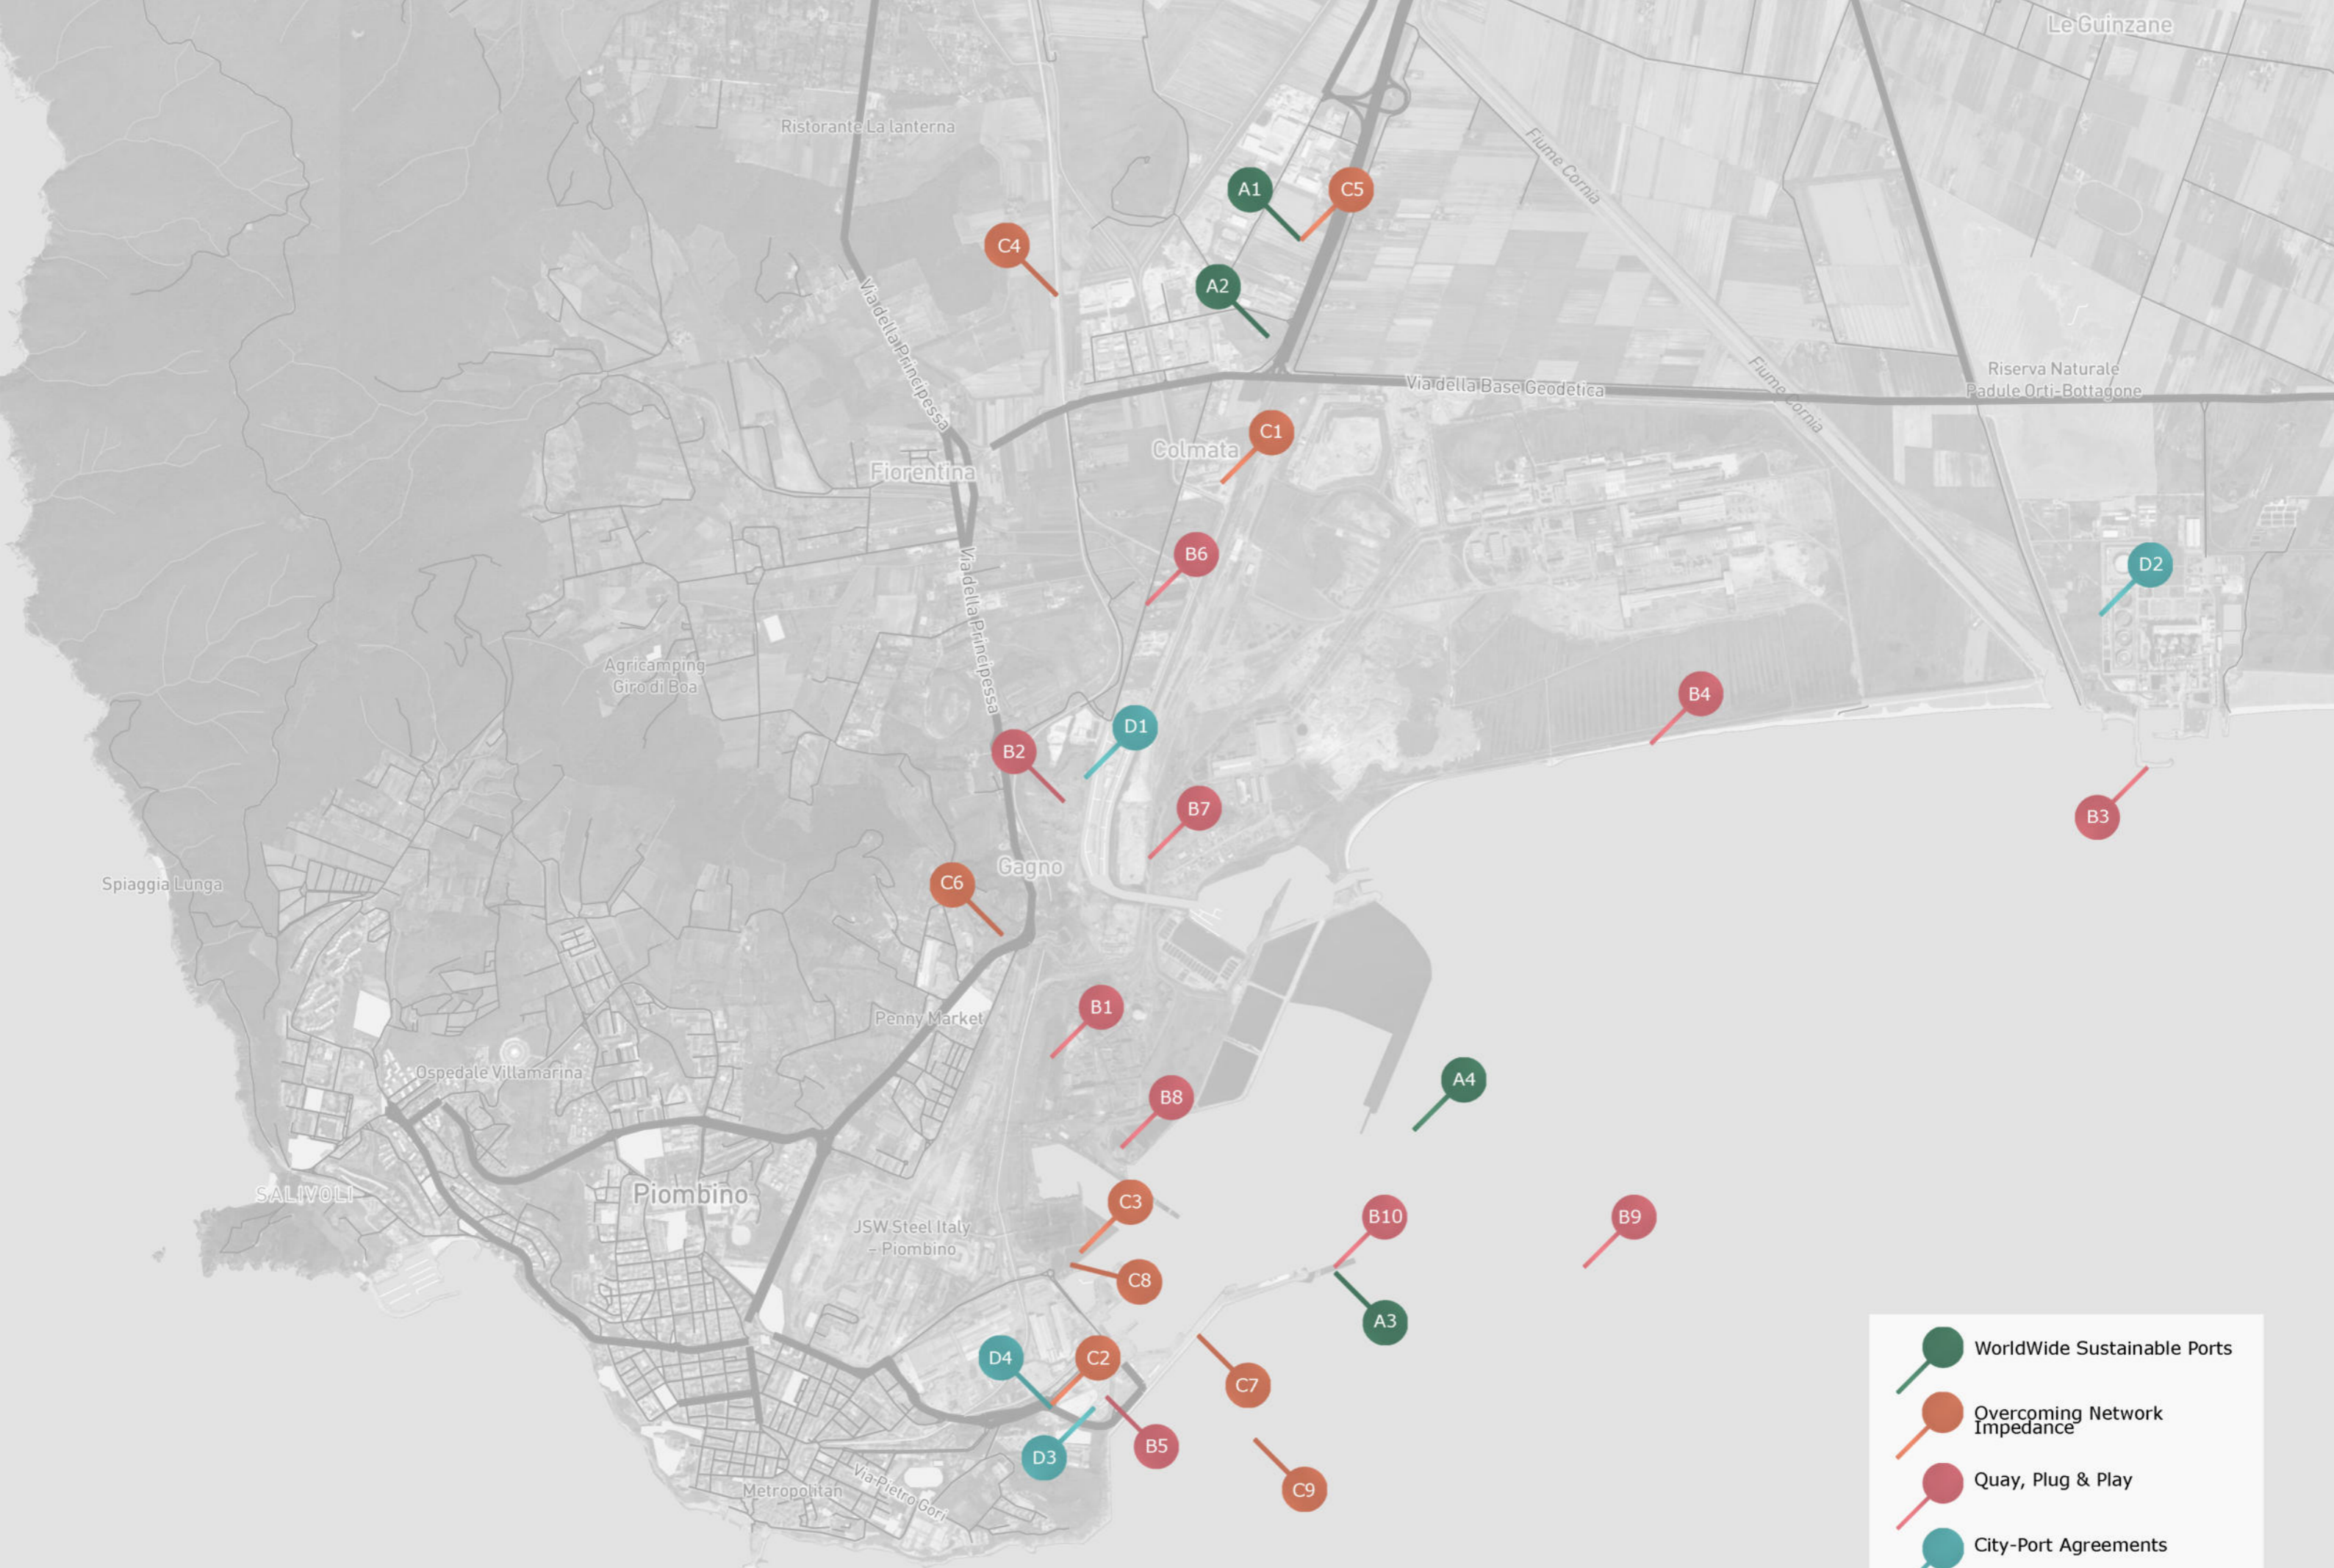 Le Guinzane
Ristorante La lanterna
Fiume Cornia
A1
C5
C4
A2
Via della Principessa
Fiume Cornia
Riserva Naturale
Padule Orti-Bottagone
Via della Base Geodetica
C1
Colmata
Fiorentina
B6
D2
Via della Principessa
Agricamping
Giro di Boa
B4
D1
B2
B7
B3
Gagno
C6
Spiaggia Lunga
B1
Penny Market
Ospedale Villamarina
A4
B8
SALIVOLI
Piombino
C3
B10
B9
JSW Steel Italy
- Piombino
C8
A3
D4
C2
C7
B5
D3
C9
Via Pietro Gori
Metropolitan
WorldWide Sustainable Ports
Overcoming Network
Impedance
Quay, Plug & Play
City-Port Agreements